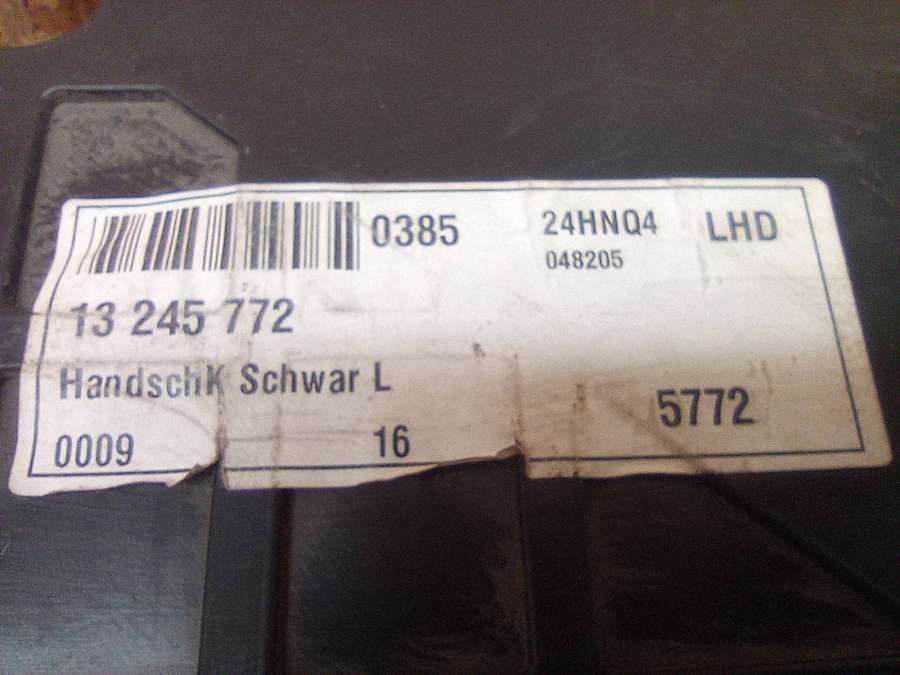 0385 24HNQ4 LHD
048205
13 245 772
HandschK Schwar L
5772
0009 16